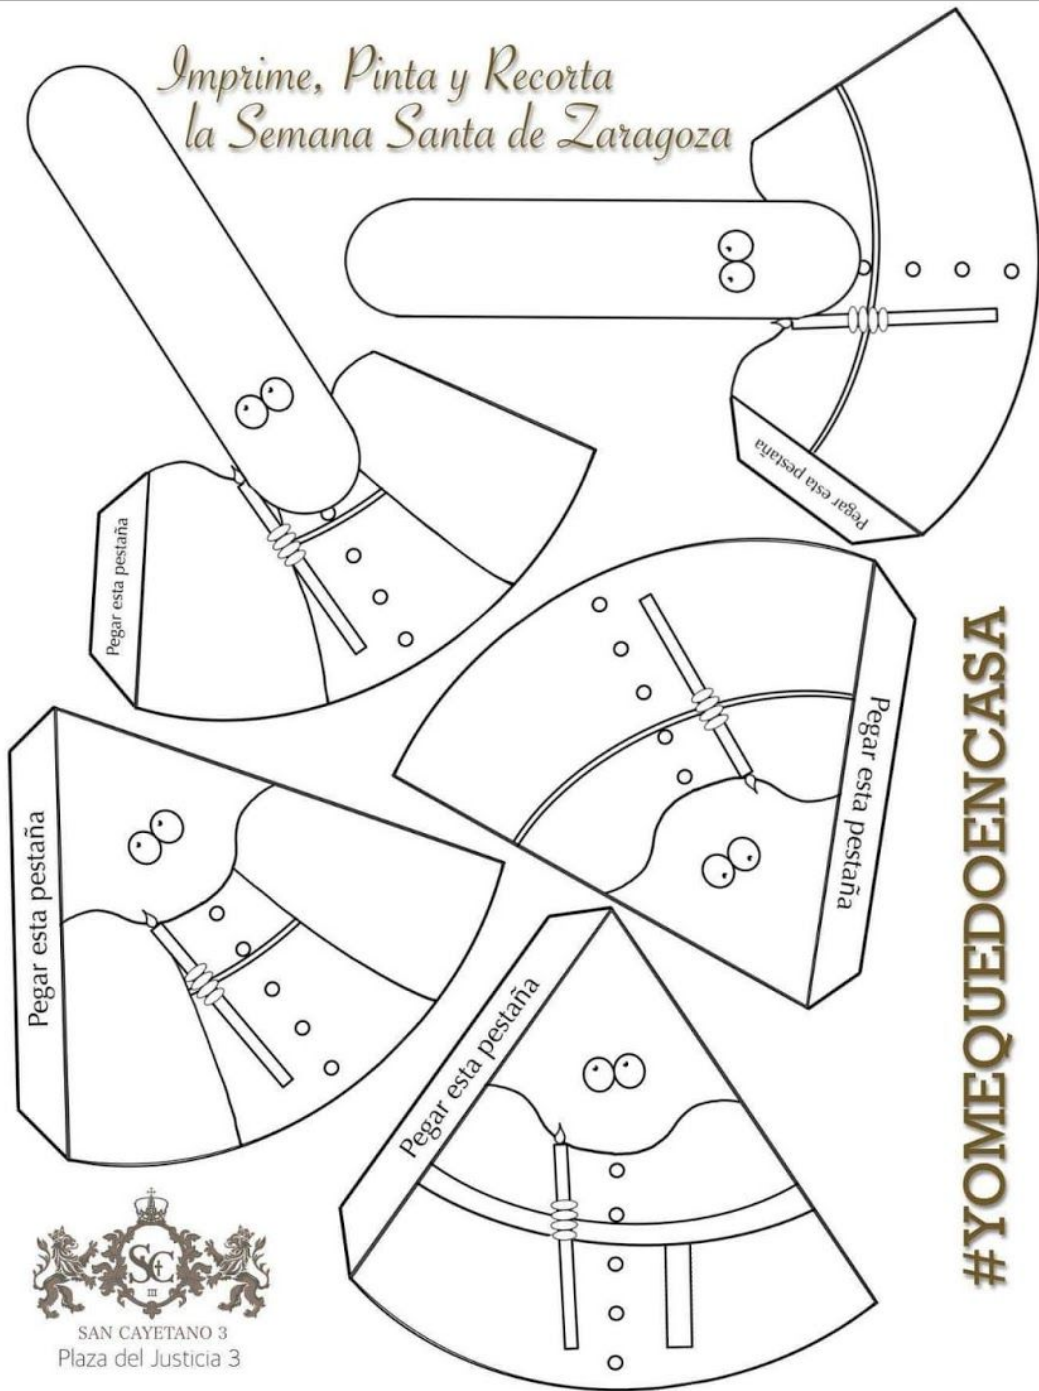 Imprime, Pinta y Recorta
la Semana Santa de Zaragoza
Pegar esta pestaña
Pegar esta pestaña
Pegar esta pestaña
Pegar esta pestaña
Pegar esta pestaña
#YOMEQUEDOENCASA
SC
III
SAN CAYETANO 3
Plaza del Justicia 3